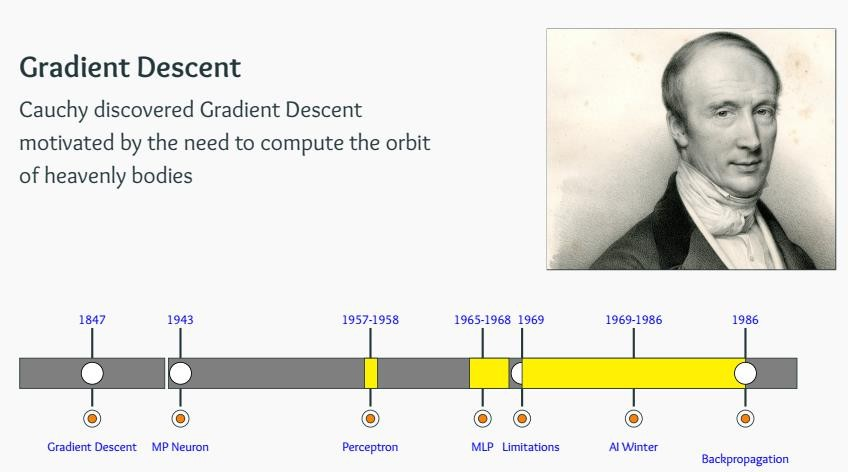 Gradient Descent
Cauchy discovered Gradient Descent
motivated by the need to compute the orbit
of heavenly bodies
1847
1943
1957-1958
1965-1968
1969
1969-1986
1986
Gradient Descent
MP Neuron
Perceptron
MLP
Limitations
AI Winter
Backpropagation